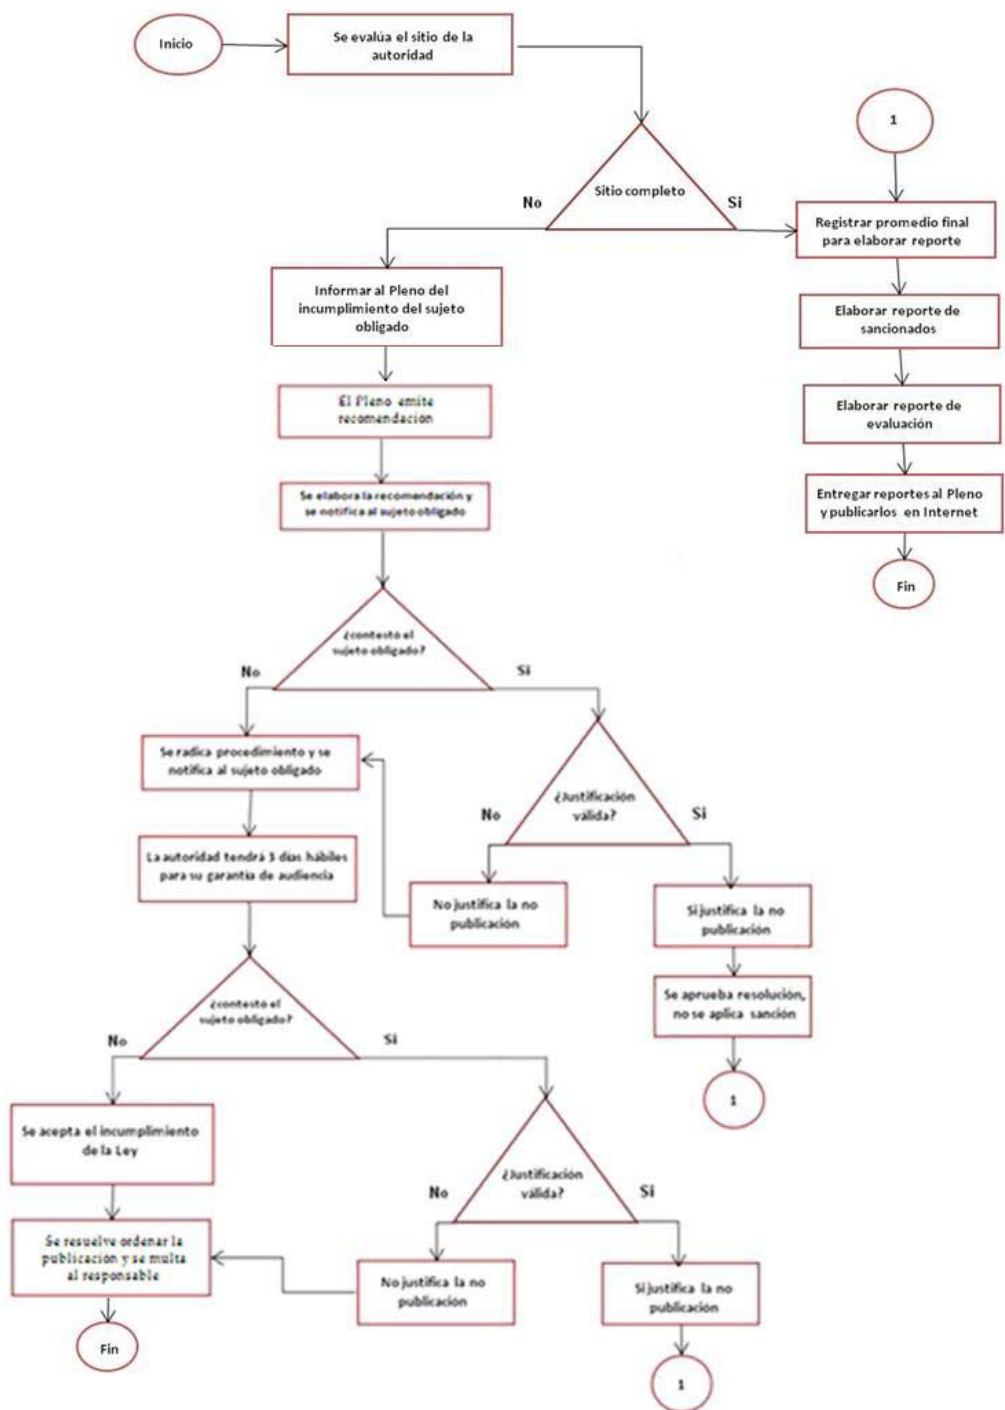 Inicio
Se evalúa el sitio de la
autoridad
1
Sitio completo
No
Si
Registrar promedio final
para elaborar reporte
Informar al Pleno del
incumplimiento del sujeto
obligado
Elaborar reporte de
sancionados
El Pleno emite
recomendación
Elaborar reporte de
evaluación
Se elabora la recomendación y
se notifica al sujeto obligado
Entregar reportes al Pleno
y publicarlos en Internet
Fin
¿contestó el
sujeto obligado?
No
Si
Se radica procedimiento y se
notifica al sujeto obligado
¿Justificación
válida?
No
Si
La autoridad tendrá 3 días hábiles
para su garantía de audiencia
No justifica la no
publicación
Si justifica la no
publicación
Se aprueba resolución,
no se aplica sanción
¿contestó el
sujeto obligado?
No
Si
1
Se acepta el incumplimiento
de la Ley
¿Justificación
válida?
No
Si
Se resuelve ordenar la
publicación y se multa
al responsable
No justifica la no
publicación
Si justifica la no
publicación
Fin
1